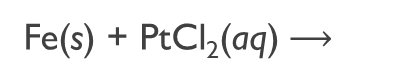 Fe(s) + PtCl₂(aq) ⟶